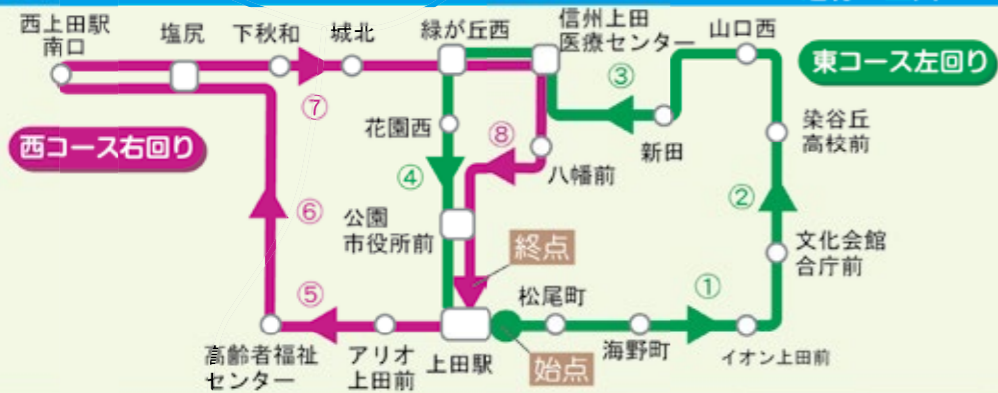 西上田駅
南口
塩尻
下秋和
城北
緑が丘西
信州上田
医療センター
山口西
東コース左回り
③
⑦
花園西
⑧
新田
染谷丘
高校前
西コース右回り
八幡前
④
②
⑥
公園
市役所前
終点
文化会館
合庁前
⑤
松尾町
①
高齢者福祉
センター
アリオ
上田前
上田駅
始点
海野町
イオン上田前